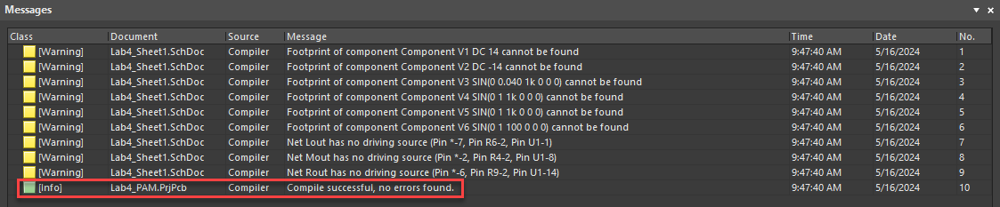 Messages
Class Document Source Message Time Date No.
[Warning] Lab4_Sheet1.SchDoc Compiler Footprint of component Component V1 DC 14 cannot be found 9:47:40 AM 5/16/2024 1
[Warning] Lab4_Sheet1.SchDoc Compiler Footprint of component Component V2 DC -14 cannot be found 9:47:40 AM 5/16/2024 2
[Warning] Lab4_Sheet1.SchDoc Compiler Footprint of component Component V3 SIN(0 0.040 1k 0 0 0) cannot be found 9:47:40 AM 5/16/2024 3
[Warning] Lab4_Sheet1.SchDoc Compiler Footprint of component Component V4 SIN(0 1 1k 0 0 0) cannot be found 9:47:40 AM 5/16/2024 4
[Warning] Lab4_Sheet1.SchDoc Compiler Footprint of component Component V5 SIN(0 1 1k 0 0 0) cannot be found 9:47:40 AM 5/16/2024 5
[Warning] Lab4_Sheet1.SchDoc Compiler Footprint of component Component V6 SIN(0 1 100 0 0 0) cannot be found 9:47:40 AM 5/16/2024 6
[Warning] Lab4_Sheet1.SchDoc Compiler Net Lout has no driving source (Pin *-7, Pin R6-2, Pin U1-1) 9:47:40 AM 5/16/2024 7
[Warning] Lab4_Sheet1.SchDoc Compiler Net Mout has no driving source (Pin *-2, Pin R4-2, Pin U1-8) 9:47:40 AM 5/16/2024 8
[Warning] Lab4_Sheet1.SchDoc Compiler Net Rout has no driving source (Pin *-6, Pin R9-2, Pin U1-14) 9:47:40 AM 5/16/2024 9
[Info] Lab4_PAM.PrjPcb Compiler Compile successful, no errors found. 9:47:40 AM 5/16/2024 10